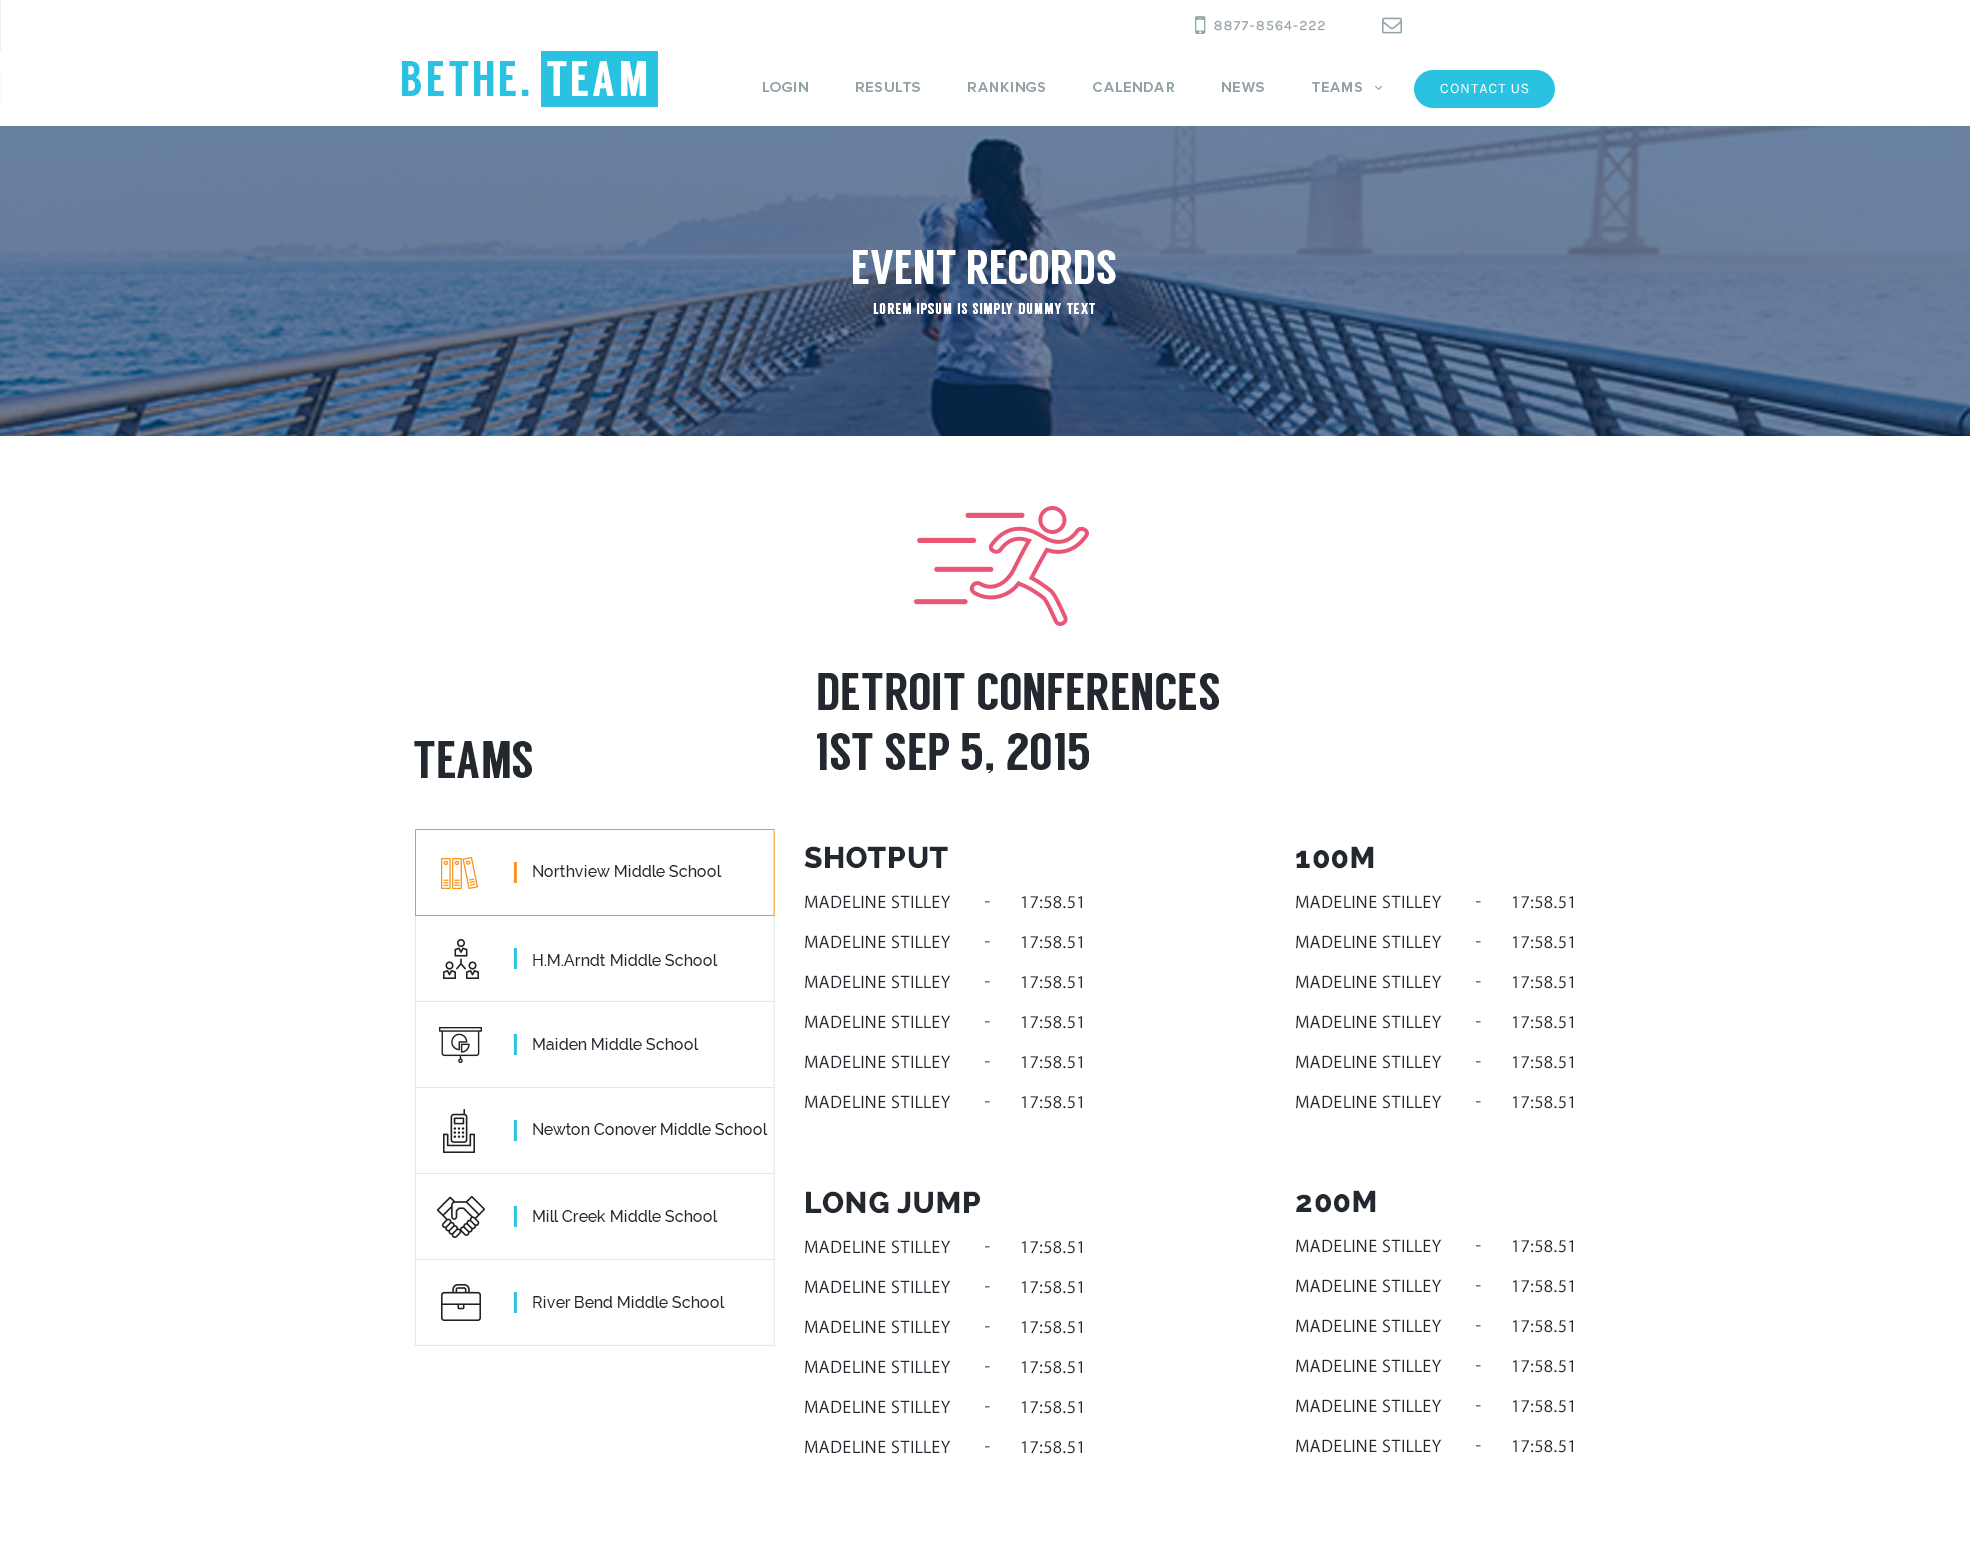 8877-8564-222
BETHE. TEAM
LOGIN RESULTS RANKINGS CALENDAR NEWS TEAMS CONTACT US
EVENT RECORDS
LOREM IPSUM IS SIMPLY DUMMY TEXT
DETROIT CONFERENCES
1ST SEP 5, 2015
TEAMS
Northview Middle School
H.M.Arndt Middle School
Maiden Middle School
Newton Conover Middle School
Mill Creek Middle School
River Bend Middle School
SHOTPUT
MADELINE STILLEY - 17:58.51
MADELINE STILLEY - 17:58.51
MADELINE STILLEY - 17:58.51
MADELINE STILLEY - 17:58.51
MADELINE STILLEY - 17:58.51
MADELINE STILLEY - 17:58.51
100M
MADELINE STILLEY - 17:58.51
MADELINE STILLEY - 17:58.51
MADELINE STILLEY - 17:58.51
MADELINE STILLEY - 17:58.51
MADELINE STILLEY - 17:58.51
MADELINE STILLEY - 17:58.51
LONG JUMP
MADELINE STILLEY - 17:58.51
MADELINE STILLEY - 17:58.51
MADELINE STILLEY - 17:58.51
MADELINE STILLEY - 17:58.51
MADELINE STILLEY - 17:58.51
MADELINE STILLEY - 17:58.51
200M
MADELINE STILLEY - 17:58.51
MADELINE STILLEY - 17:58.51
MADELINE STILLEY - 17:58.51
MADELINE STILLEY - 17:58.51
MADELINE STILLEY - 17:58.51
MADELINE STILLEY - 17:58.51